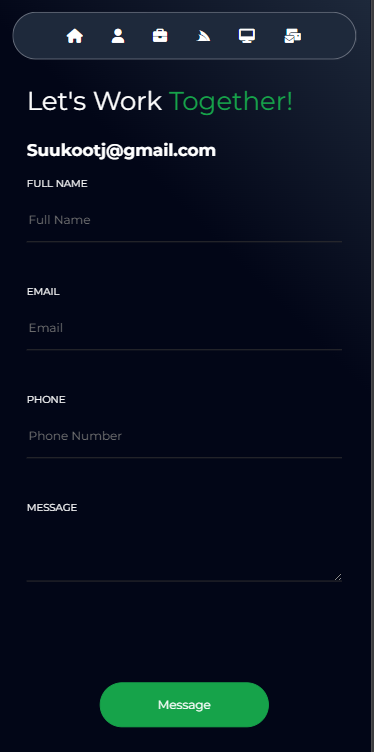 Let's Work Together!
Suukootj@gmail.com
FULL NAME
Full Name
EMAIL
Email
PHONE
Phone Number
MESSAGE
Message